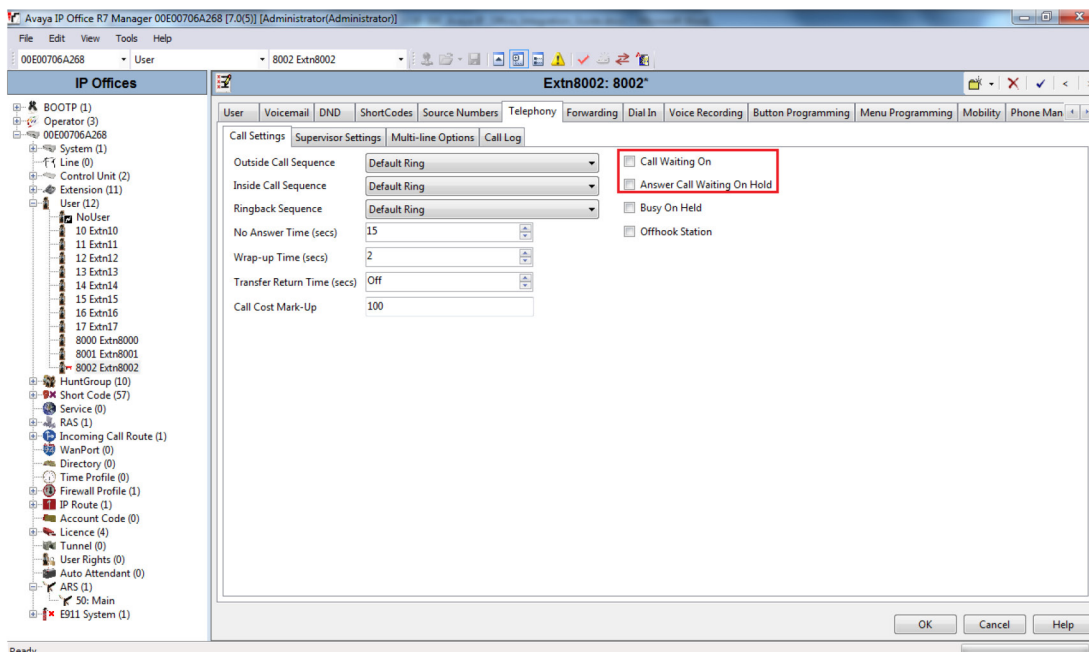 Avaya IP Office R7 Manager 00E00706A268 [7.0(5)] [Administrator(Administrator)]
File Edit View Tools Help
00E00706A268 User 8002 Extn8002
IP Offices
Extn8002: 8002*
BOOTP (1)
Operator (3)
00E00706A268
System (1)
Line (0)
Control Unit (2)
Extension (11)
User (12)
NoUser
10 Extn10
11 Extn11
12 Extn12
13 Extn13
14 Extn14
15 Extn15
16 Extn16
17 Extn17
8000 Extn8000
8001 Extn8001
8002 Extn8002
HuntGroup (10)
Short Code (57)
Service (0)
RAS (1)
Incoming Call Route (1)
WanPort (0)
Directory (0)
Time Profile (0)
Firewall Profile (1)
IP Route (1)
Account Code (0)
Licence (4)
Tunnel (0)
User Rights (0)
Auto Attendant (0)
ARS (1)
50: Main
E911 System (1)
User Voicemail DND ShortCodes Source Numbers Telephony Forwarding Dial In Voice Recording Button Programming Menu Programming Mobility Phone Man
Call Settings Supervisor Settings Multi-line Options Call Log
Outside Call Sequence Default Ring
Inside Call Sequence Default Ring
Ringback Sequence Default Ring
No Answer Time (secs) 15
Wrap-up Time (secs) 2
Transfer Return Time (secs) Off
Call Cost Mark-Up 100
Call Waiting On
Answer Call Waiting On Hold
Busy On Held
Offhook Station
OK Cancel Help
Ready